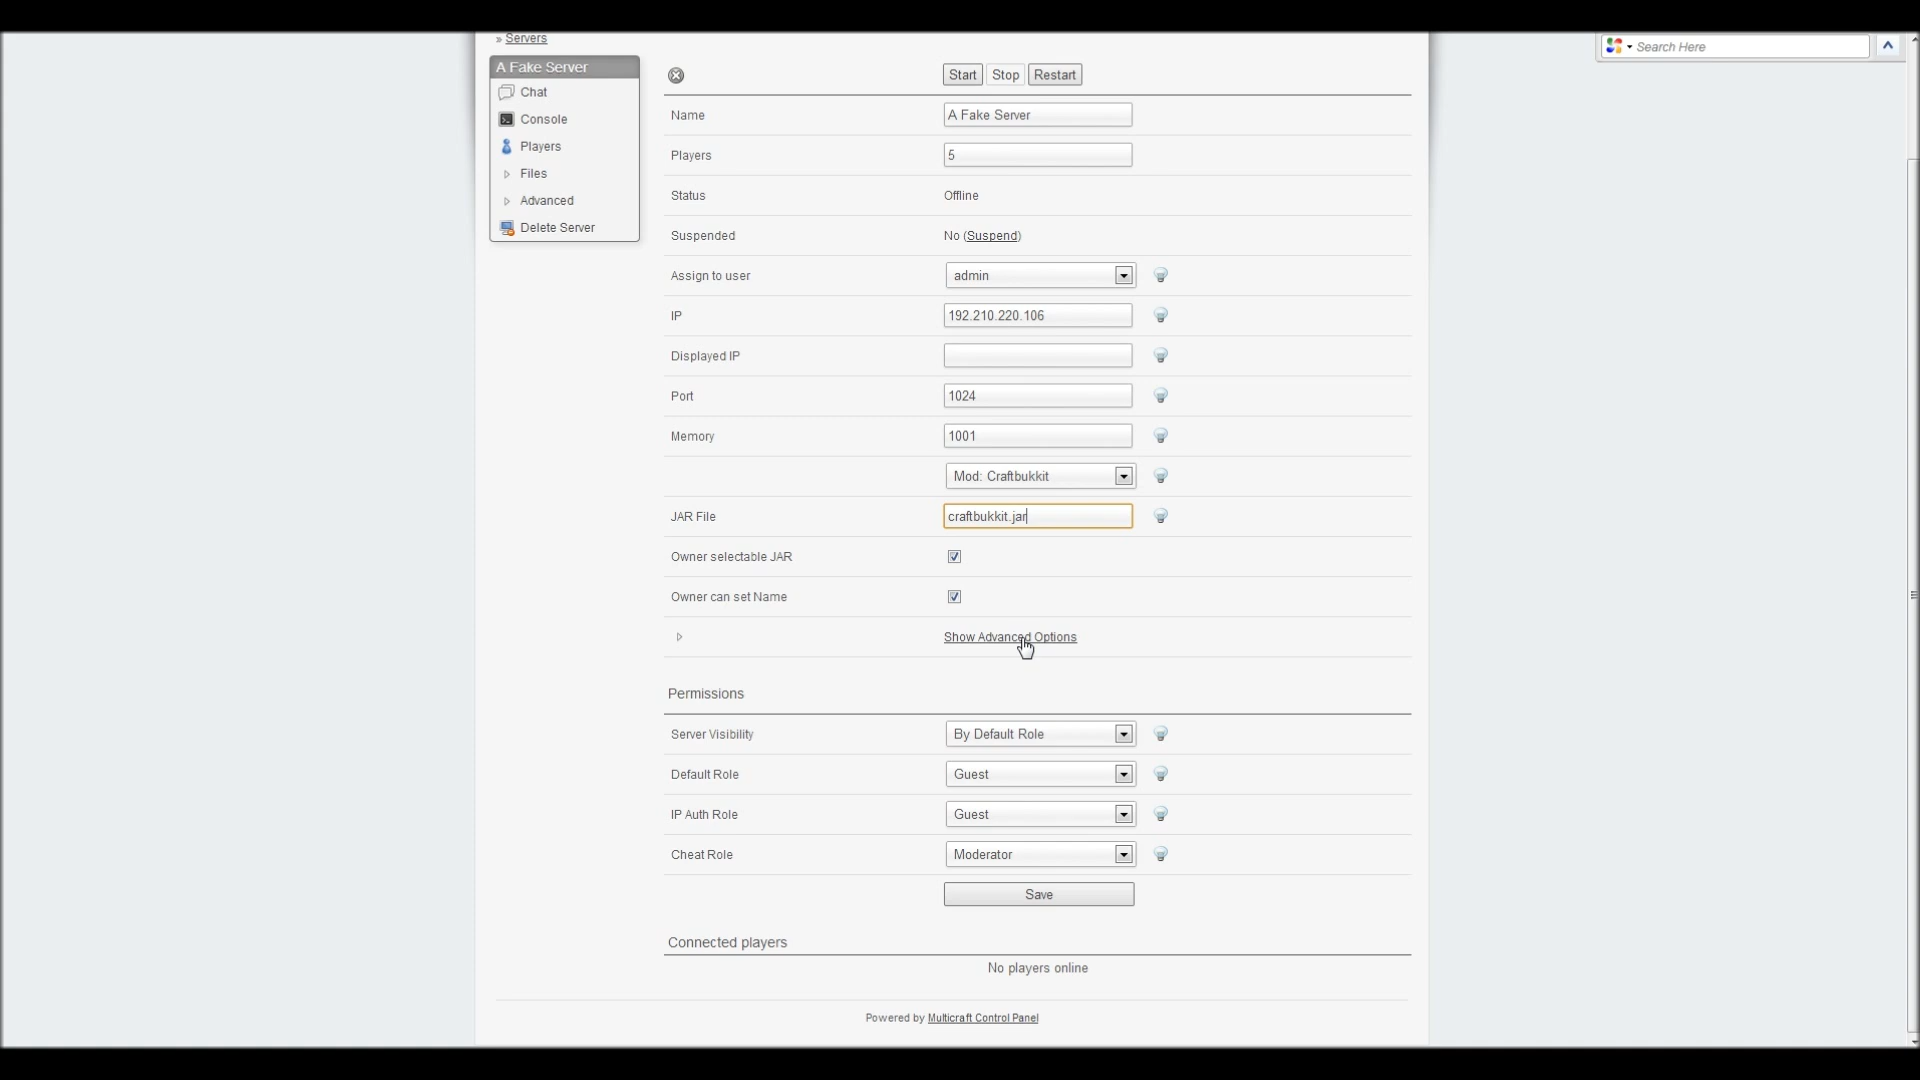 » Servers
Search Here
A Fake Server
Chat
Console
Players
Files
Advanced
Delete Server
Start Stop Restart
Name A Fake Server
Players 5
Status Offline
Suspended No (Suspend)
Assign to user admin
IP 192.210.220.106
Displayed IP
Port 1024
Memory 1001
Mod: Craftbukkit
JAR File craftbukkit.jar
Owner selectable JAR
Owner can set Name
Show Advanced Options
Permissions
Server Visibility By Default Role
Default Role Guest
IP Auth Role Guest
Cheat Role Moderator
Save
Connected players
No players online
Powered by Multicraft Control Panel